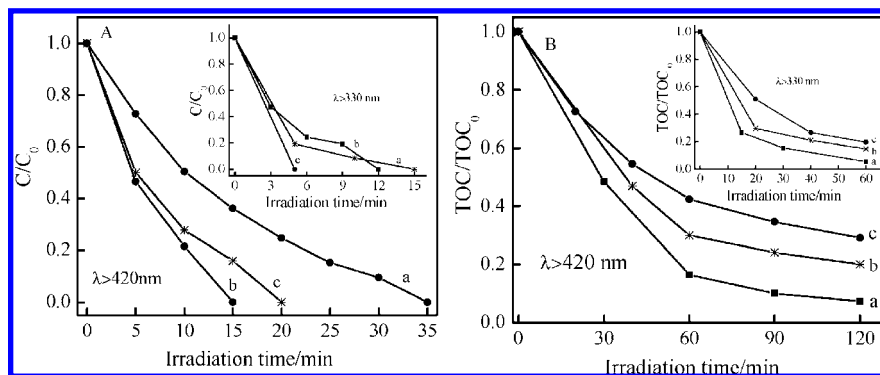 A
C/C0
1.0
0.8
0.6
0.4
0.2
0.0
0 5 10 15 20 25 30 35
Irradiation time/min
λ>420nm
a
b
c
C/C0
1.0
0.8
0.6
0.4
0.2
0.0
0 3 6 9 12 15
Irradiation time/min
λ>330 nm
a
b
c
B
TOC/TOC0
1.0
0.8
0.6
0.4
0.2
0.0
0 30 60 90 120
Irradiation time/min
λ>420 nm
c
b
a
TOC/TOC0
1.0
0.8
0.6
0.4
0.2
0.0
0 10 20 30 40 50 60
Irradiation time/min
λ>330 nm
c
b
a